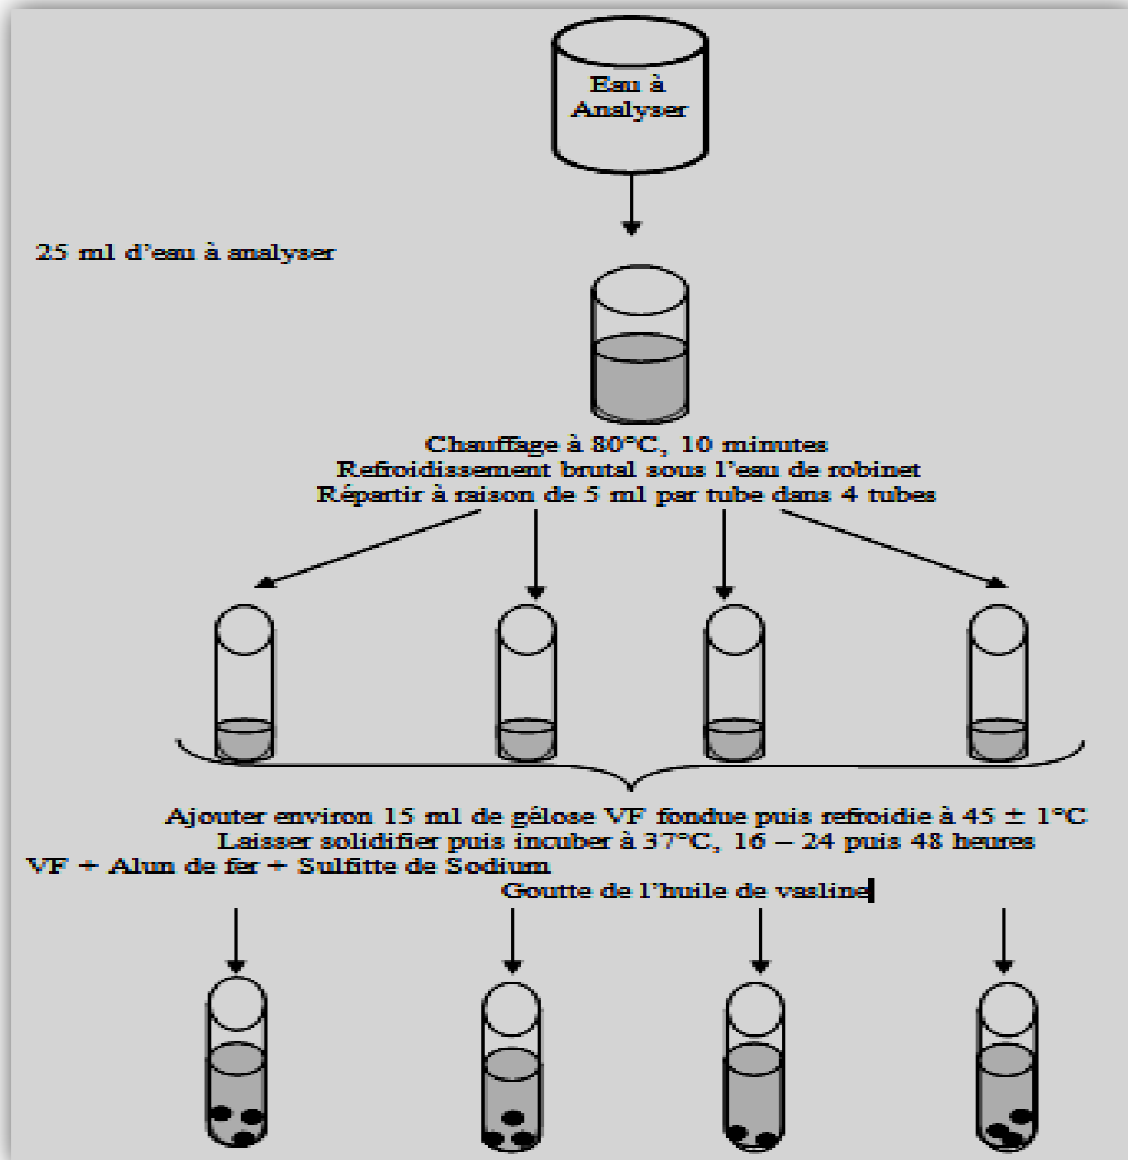 Eau à
Analyser
25 ml d'eau à analyser
Chauffage à 80°C, 10 minutes
Refroidissement brutal sous l'eau de robinet
Répartir à raison de 5 ml par tube dans 4 tubes
Ajouter environ 15 ml de gélose VF fondue puis refroidie à 45 ± 1°C
Laisser solidifier puis incuber à 37°C, 16 – 24 puis 48 heures
VF + Alun de fer + Sulfitte de Sodium
Goutte de l'huile de vasline